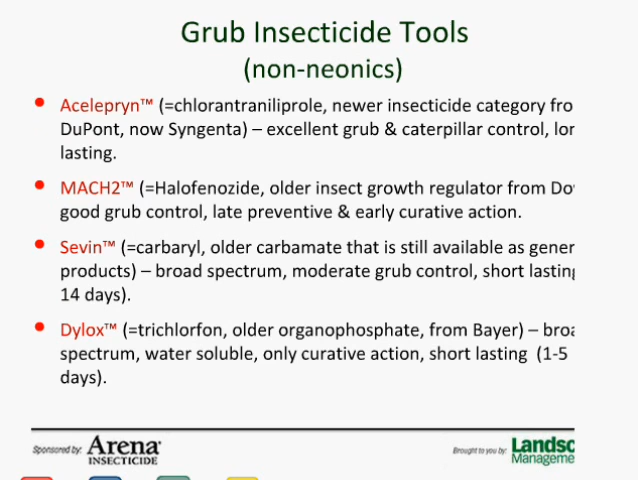 Grub Insecticide Tools
(non-neonics)
• Acelepryn™ (=chlorantraniliprole, newer insecticide category fro
DuPont, now Syngenta) – excellent grub & caterpillar control, lor
lasting.
• MACH2™ (=Halofenozide, older insect growth regulator from Do
good grub control, late preventive & early curative action.
• Sevin™ (=carbaryl, older carbamate that is still available as gener
products) – broad spectrum, moderate grub control, short lasting
14 days).
• Dylox™ (=trichlorfon, older organophosphate, from Bayer) – broa
spectrum, water soluble, only curative action, short lasting (1-5
days).
Sponsored by: Arena
INSECTICIDE
Brought to you by: Landsc
Manageme